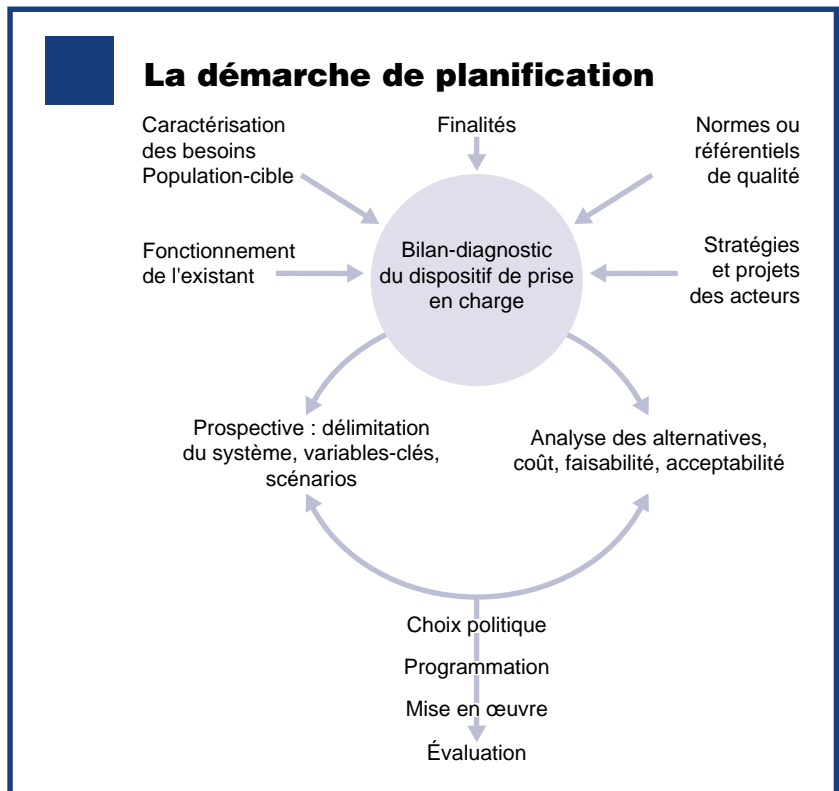 La démarche de planification
Caractérisation
des besoins
Population-cible
Finalités
Normes ou
référentiels
de qualité
Fonctionnement
de l'existant
Bilan-diagnostic
du dispositif de prise
en charge
Stratégies
et projets
des acteurs
Prospective : délimitation
du système, variables-clés,
scénarios
Analyse des alternatives,
coût, faisabilité, acceptabilité
Choix politique
Programmation
Mise en œuvre
Évaluation